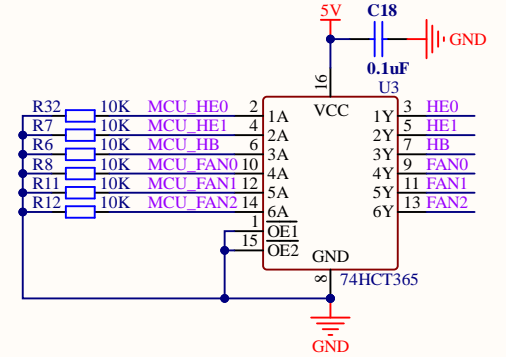 5V
C18
GND
0.1uF
U3
16
VCC
R32 10K MCU_HE0 2 1A 1Y 3 HE0
R7 10K MCU_HE1 4 2A 2Y 5 HE1
R6 10K MCU_HB 6 3A 3Y 7 HB
R8 10K MCU_FAN0 10 4A 4Y 9 FAN0
R11 10K MCU_FAN1 12 5A 5Y 11 FAN1
R12 10K MCU_FAN2 14 6A 6Y 13 FAN2
1 OE1
15 OE2
GND
8
74HCT365
GND